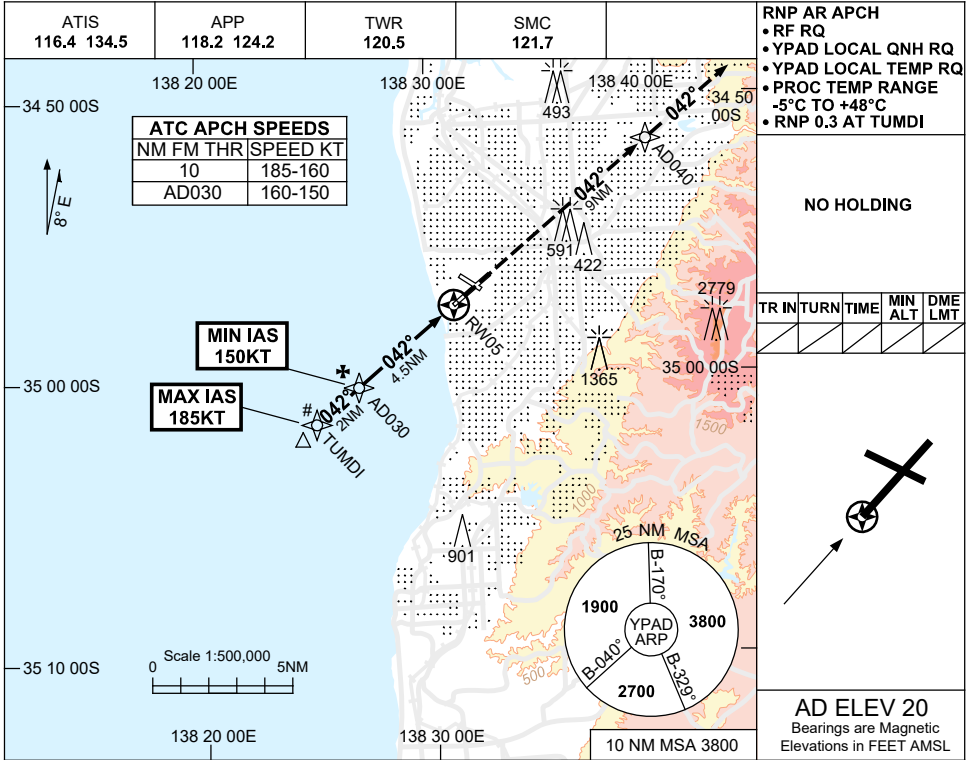 ATIS
116.4 134.5
APP
118.2 124.2
TWR
120.5
SMC
121.7
RNP AR APCH
• RF RQ
• YPAD LOCAL QNH RQ
• YPAD LOCAL TEMP RQ
• PROC TEMP RANGE
-5°C TO +48°C
• RNP 0.3 AT TUMDI
NO HOLDING
TR IN
TURN
TIME
MIN ALT
DME LMT
138 20 00E
138 30 00E
138 40 00E
34 50 00S
34 50
00S
8° E
ATC APCH SPEEDS
NM FM THR SPEED KT
10 185-160
AD030 160-150
493
042°
AD040
042°
9NM
591
422
2779
RW05
042°
4.5NM
MIN IAS
150KT
1365
35 00 00S
35 00 00S
AD030
MAX IAS
185KT
#
042°
2NM
TUMDI
1500
1000
901
500
25 NM MSA
B-170°
1900
3800
YPAD
ARP
B-040°
B-329°
2700
35 10 00S
Scale 1:500,000
0 5NM
138 20 00E
138 30 00E
10 NM MSA 3800
AD ELEV 20
Bearings are Magnetic
Elevations in FEET AMSL